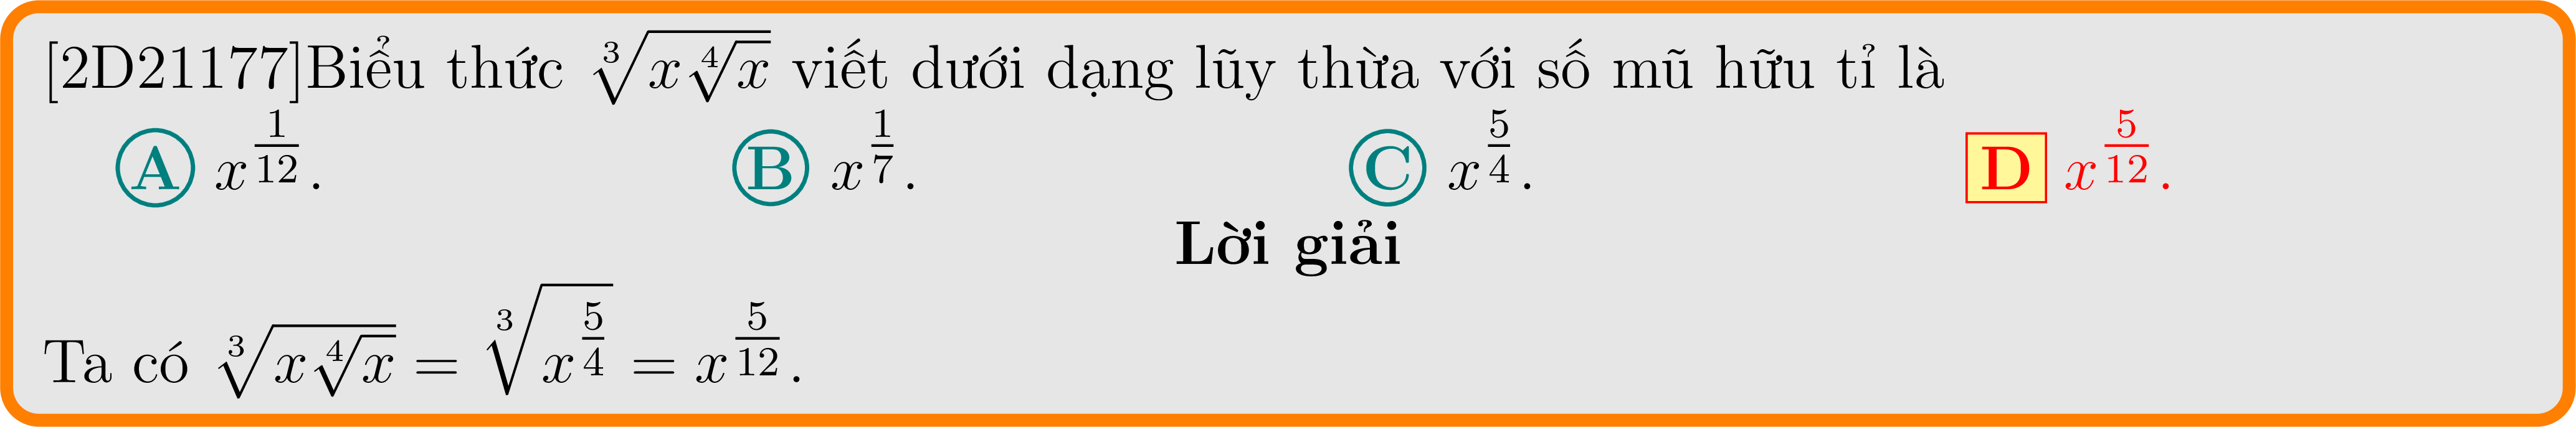 [2D21177]Biểu thức $\sqrt[3]{x\sqrt[4]{x}}$ viết dưới dạng lũy thừa với số mũ hữu tỉ là
A $x^{\frac{1}{12}}$. B $x^{\frac{1}{7}}$. C $x^{\frac{5}{4}}$. D $x^{\frac{5}{12}}$.
Lời giải
Ta có $\sqrt[3]{x\sqrt[4]{x}} = \sqrt[3]{x^{\frac{5}{4}}} = x^{\frac{5}{12}}$.